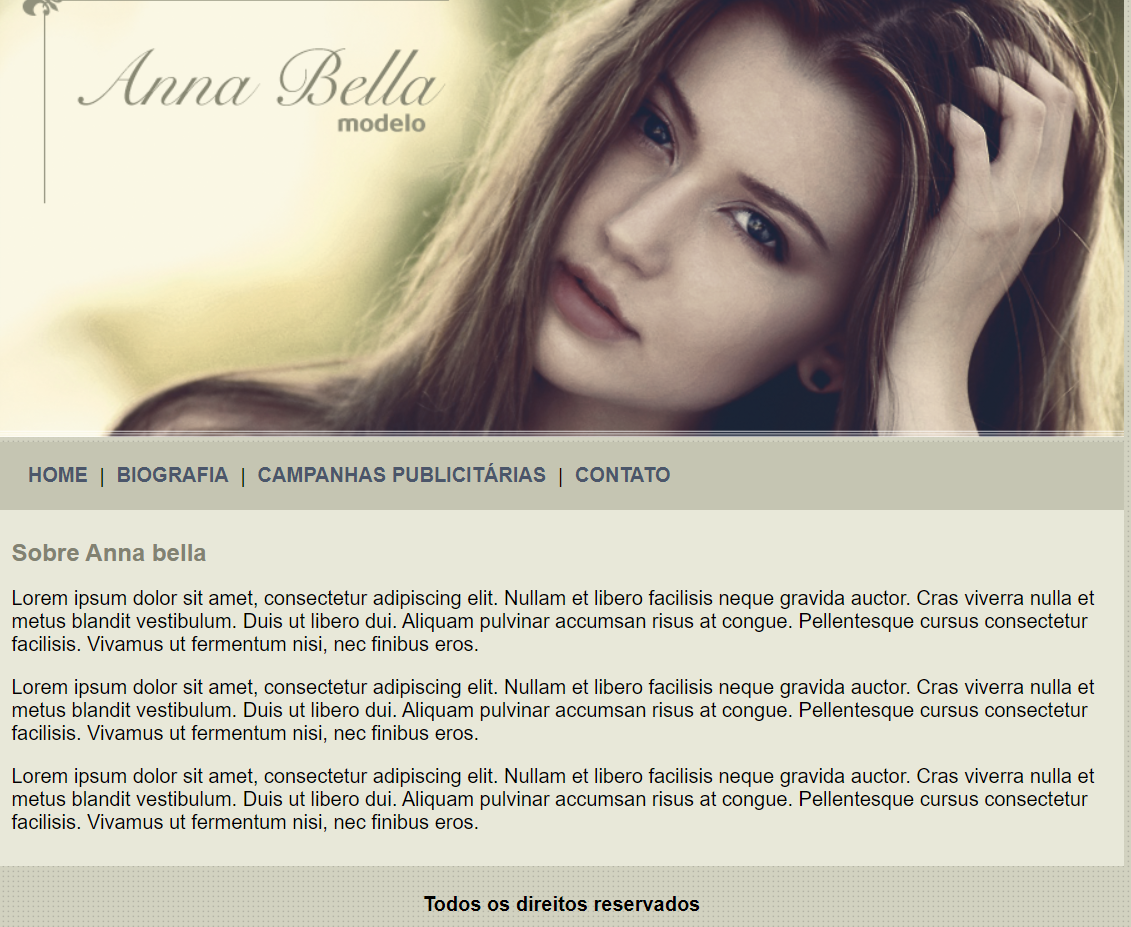 Anna Bella
modelo
HOME | BIOGRAFIA | CAMPANHAS PUBLICITÁRIAS | CONTATO
Sobre Anna bella
Lorem ipsum dolor sit amet, consectetur adipiscing elit. Nullam et libero facilisis neque gravida auctor. Cras viverra nulla et
metus blandit vestibulum. Duis ut libero dui. Aliquam pulvinar accumsan risus at congue. Pellentesque cursus consectetur
facilisis. Vivamus ut fermentum nisi, nec finibus eros.
Lorem ipsum dolor sit amet, consectetur adipiscing elit. Nullam et libero facilisis neque gravida auctor. Cras viverra nulla et
metus blandit vestibulum. Duis ut libero dui. Aliquam pulvinar accumsan risus at congue. Pellentesque cursus consectetur
facilisis. Vivamus ut fermentum nisi, nec finibus eros.
Lorem ipsum dolor sit amet, consectetur adipiscing elit. Nullam et libero facilisis neque gravida auctor. Cras viverra nulla et
metus blandit vestibulum. Duis ut libero dui. Aliquam pulvinar accumsan risus at congue. Pellentesque cursus consectetur
facilisis. Vivamus ut fermentum nisi, nec finibus eros.
Todos os direitos reservados